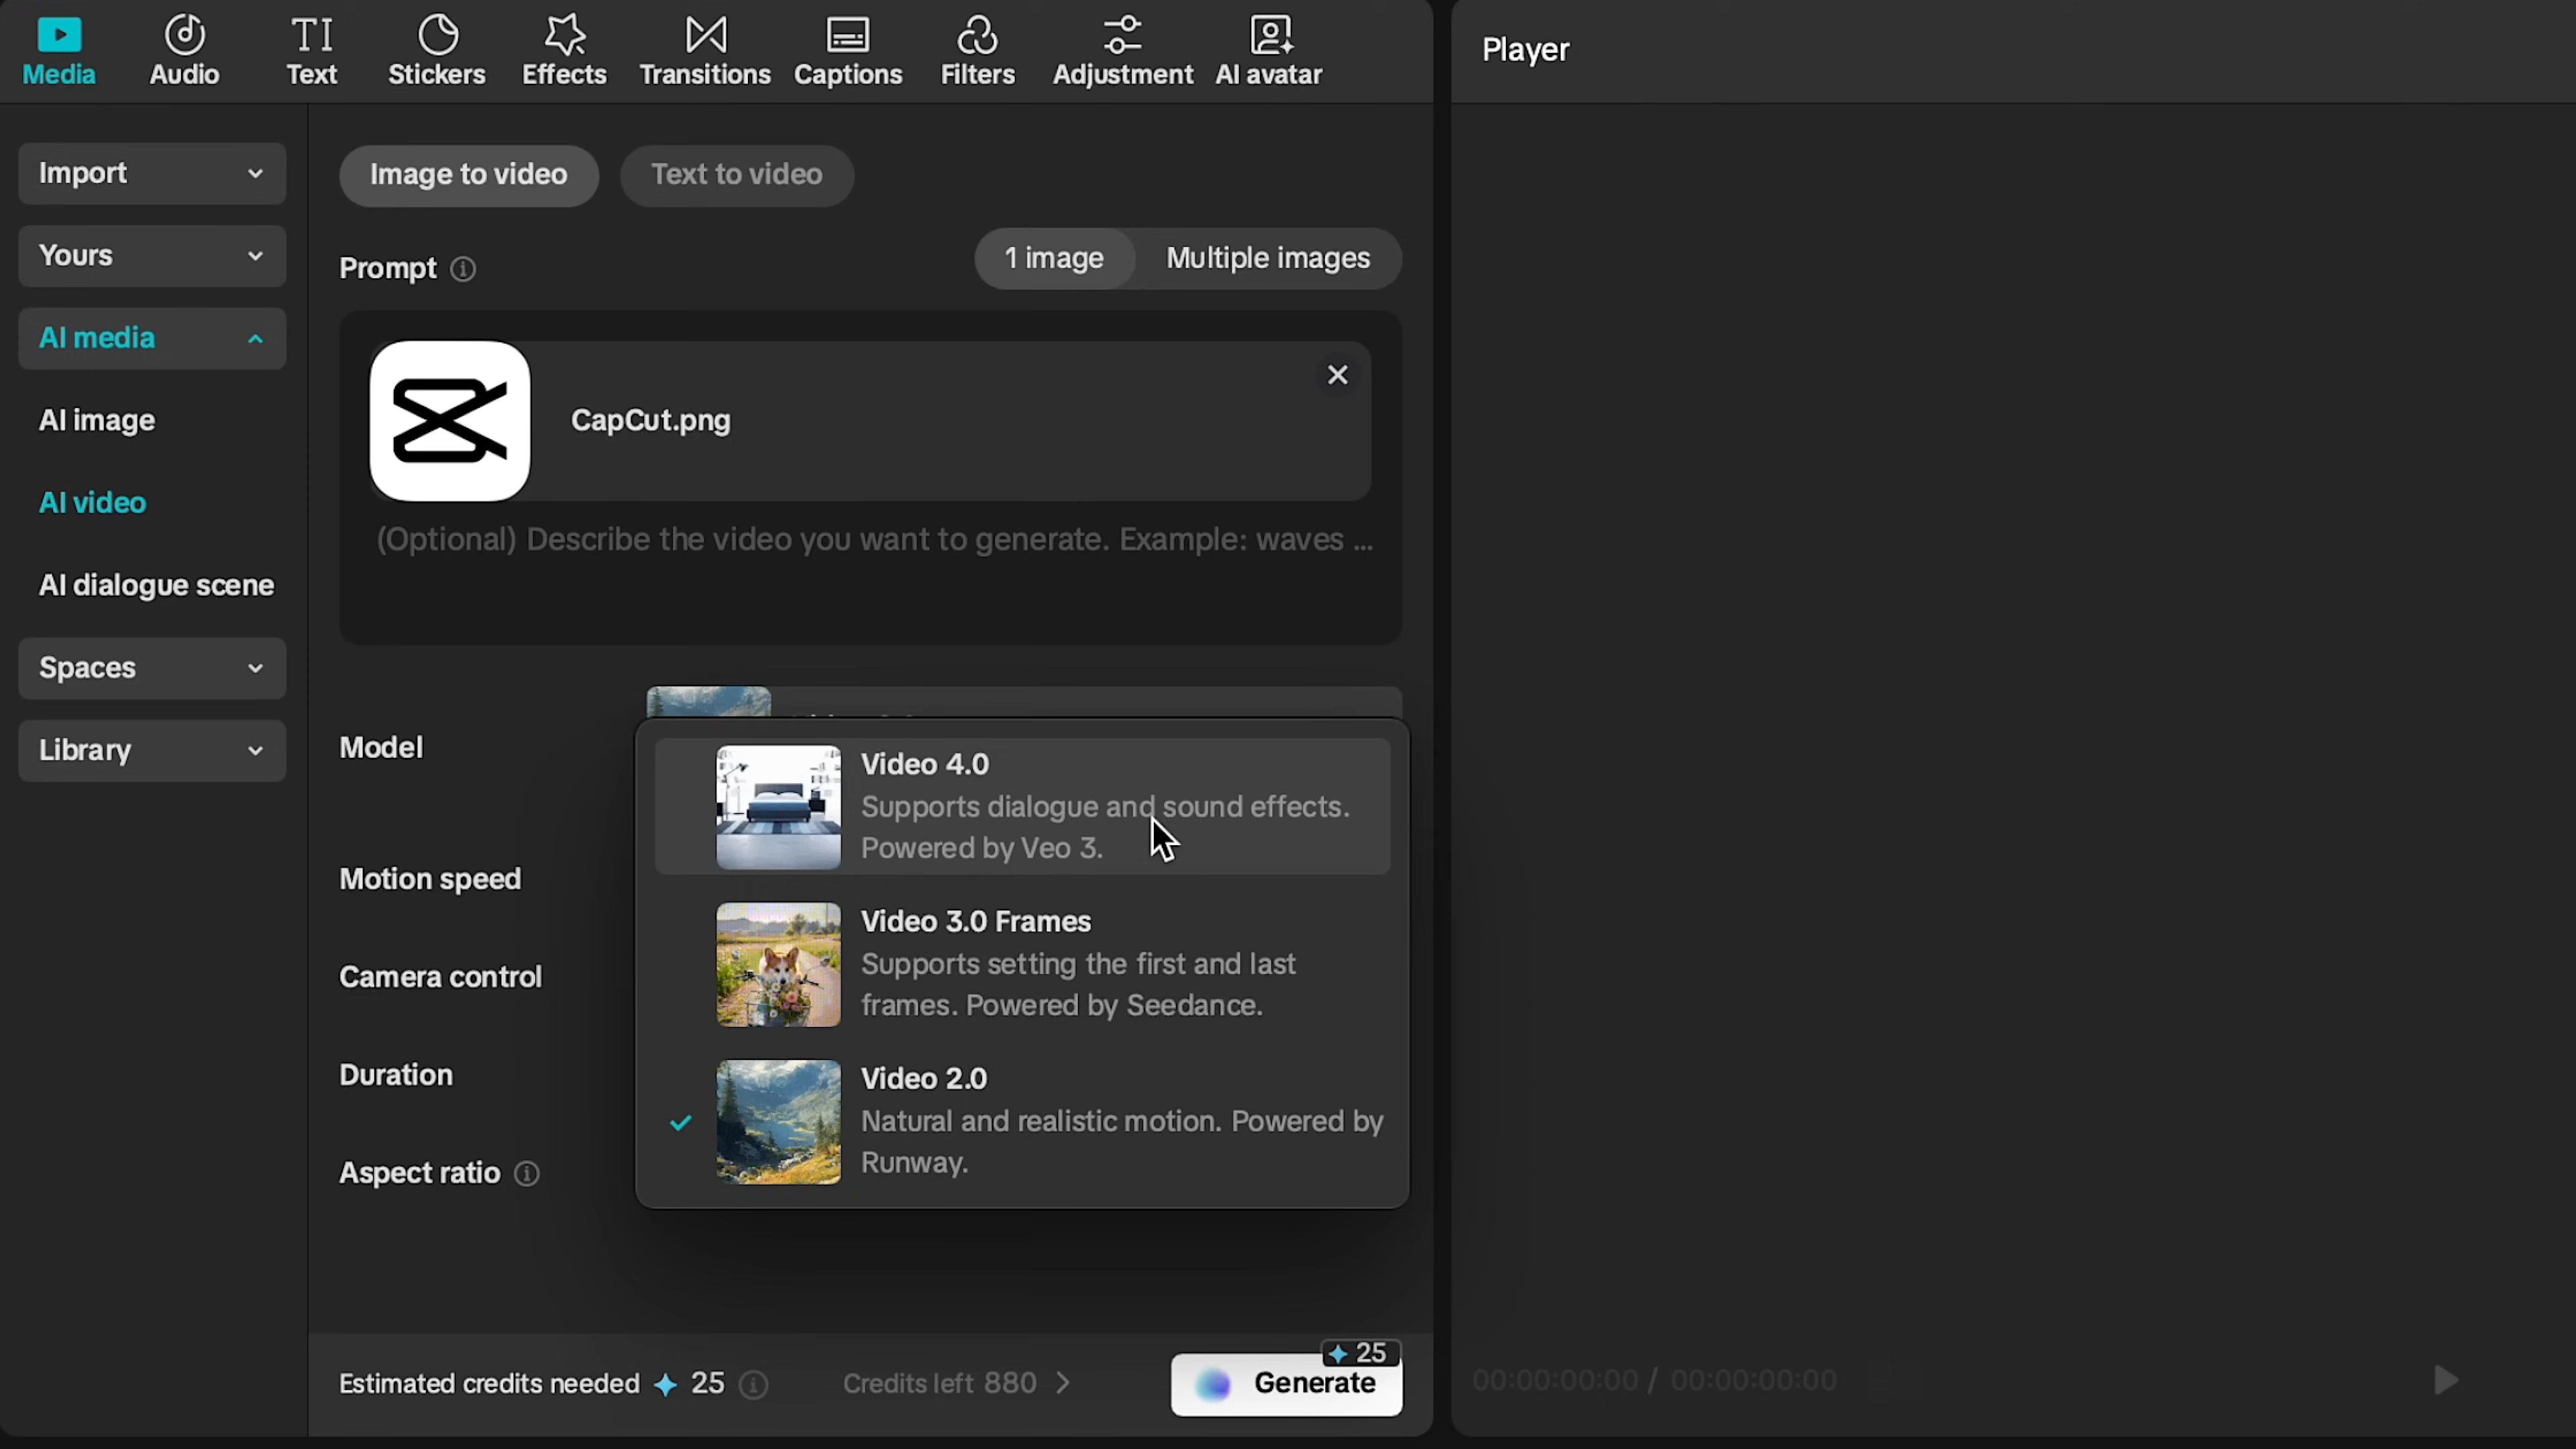 Media
Audio
Text
Stickers
Effects
Transitions
Captions
Filters
Adjustment
AI avatar
Player
Import
Yours
AI media
AI image
AI video
AI dialogue scene
Spaces
Library
Image to video
Text to video
Prompt
1 image
Multiple images
CapCut.png
(Optional) Describe the video you want to generate. Example: waves ...
Model
Video 4.0
Supports dialogue and sound effects.
Powered by Veo 3.
Video 3.0 Frames
Supports setting the first and last
frames. Powered by Seedance.
Video 2.0
Natural and realistic motion. Powered by
Runway.
Motion speed
Camera control
Duration
Aspect ratio
Estimated credits needed 25
Credits left 880
25
Generate
00:00:00:00 / 00:00:00:00